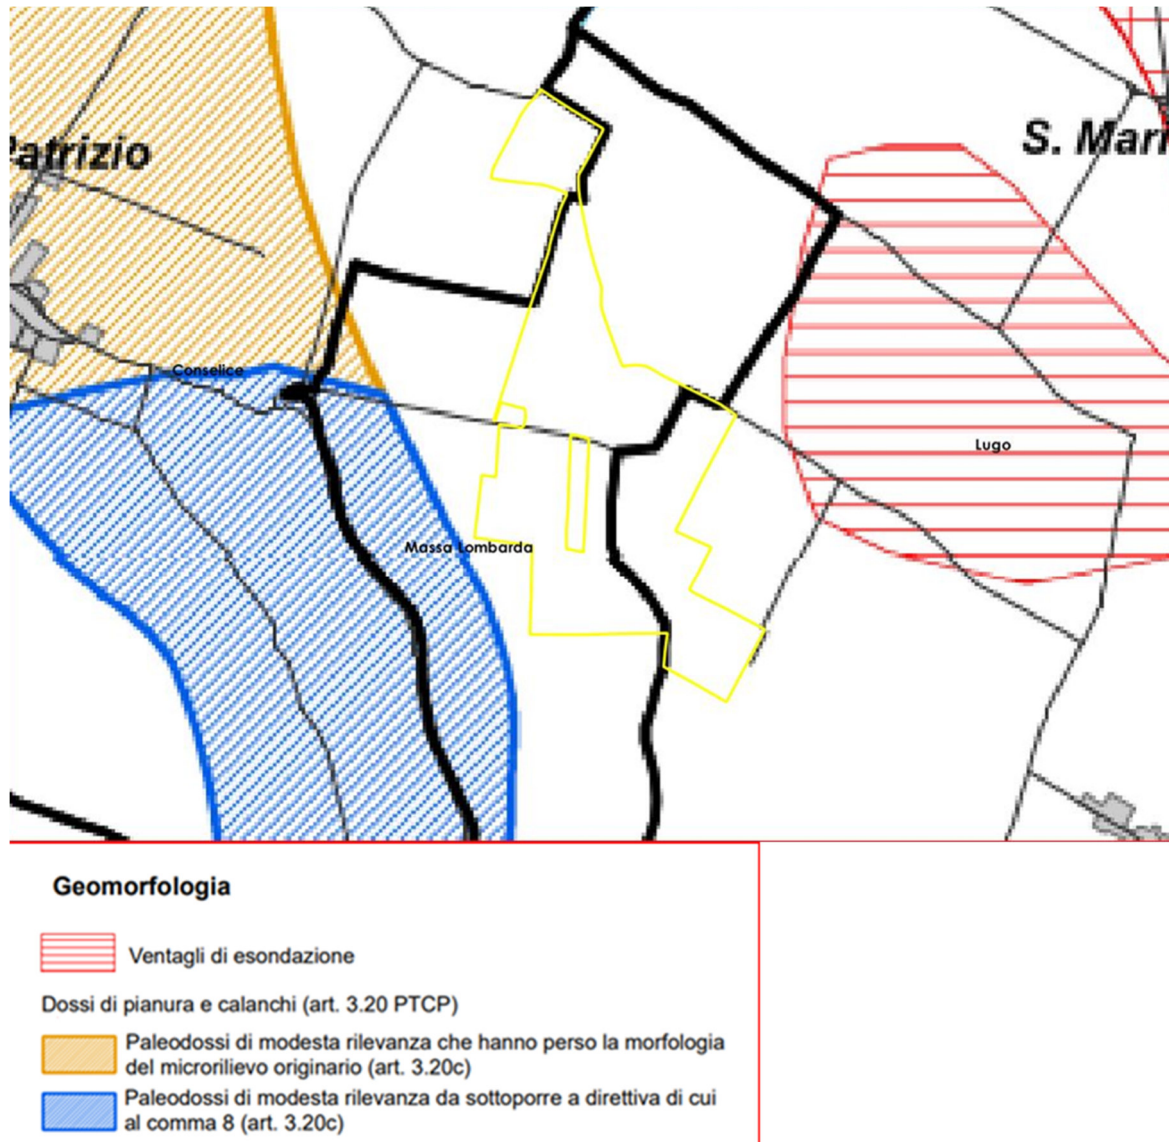 Patrizio
S. Mari
Conselice
Lugo
Massa Lombarda
Geomorfologia
Ventagli di esondazione
Dossi di pianura e calanchi (art. 3.20 PTCP)
Paleodossi di modesta rilevanza che hanno perso la morfologia
del microrilievo originario (art. 3.20c)
Paleodossi di modesta rilevanza da sottoporre a direttiva di cui
al comma 8 (art. 3.20c)